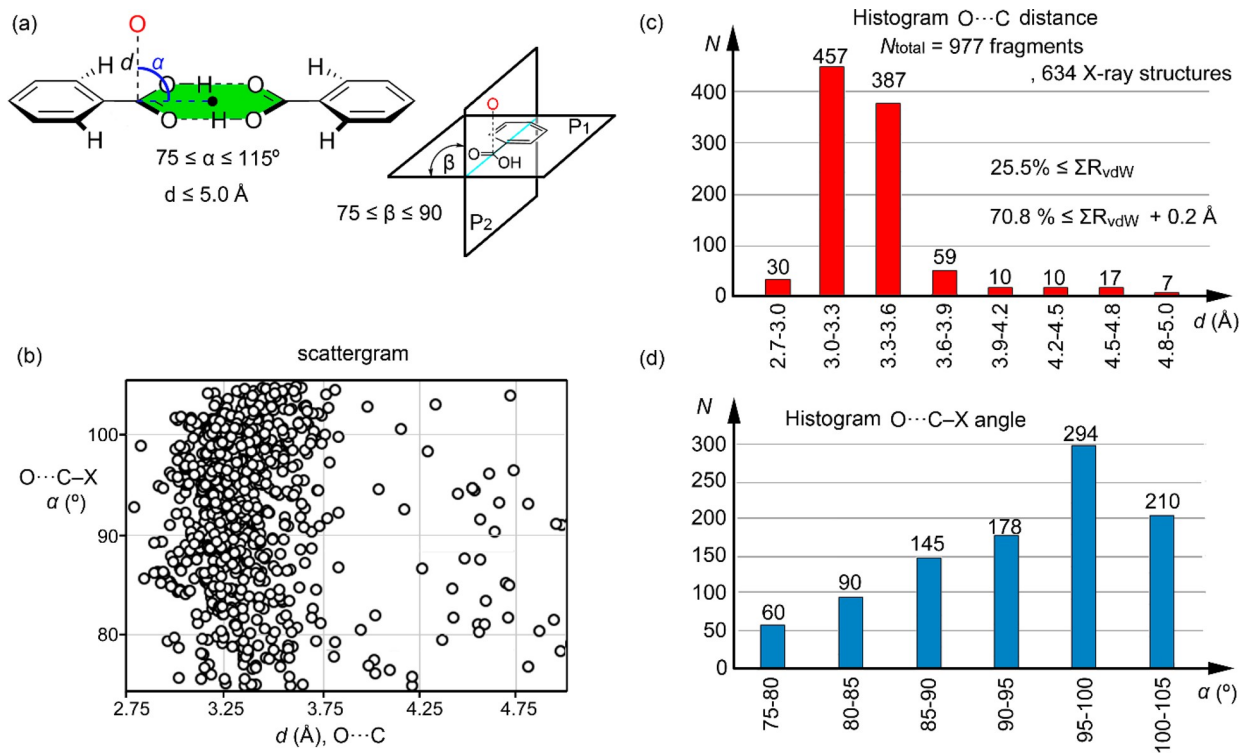 (a)
O
H
d
α
O
H
O
H
O
H
O
H
H
75 ≤ α ≤ 115º
d ≤ 5.0 Å
O
P1
O
OH
β
P2
75 ≤ β ≤ 90
(b)
scattergram
O···C–X
α (º)
100
90
80
2.75
3.25
3.75
4.25
4.75
d (Å), O···C
(c)
Histogram O···C distance
N
Ntotal = 977 fragments
, 634 X-ray structures
25.5% ≤ ΣRvdW
70.8 % ≤ ΣRvdW + 0.2 Å
400
300
200
100
0
30
457
387
59
10
10
17
7
2.7-3.0
3.0-3.3
3.3-3.6
3.6-3.9
3.9-4.2
4.2-4.5
4.5-4.8
4.8-5.0
d (Å)
(d)
N
Histogram O···C–X angle
300
250
200
150
100
50
0
60
90
145
178
294
210
75-80
80-85
85-90
90-95
95-100
100-105
α (º)